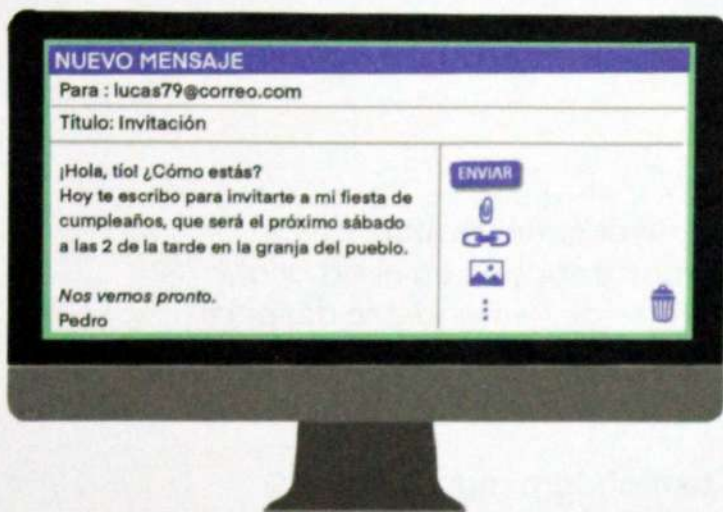 NUEVO MENSAJE
Para : lucas79@correo.com
Título: Invitación
¡Hola, tío! ¿Cómo estás?
Hoy te escribo para invitarte a mi fiesta de
cumpleaños, que será el próximo sábado
a las 2 de la tarde en la granja del pueblo.
Nos vemos pronto.
Pedro
ENVIAR